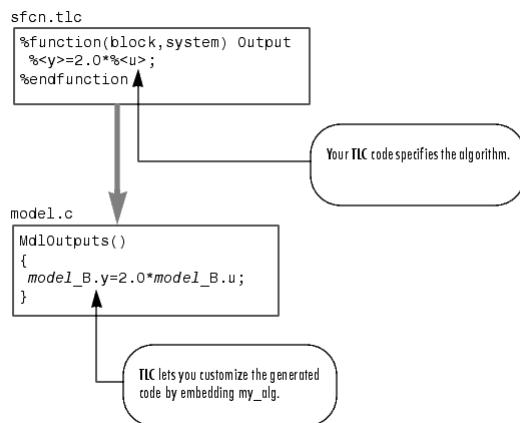 sfcn.tlc
%function(block,system) Output
%<y>=2.0*%<u>;
%endfunction
Your TLC code specifies the algorithm.
model.c
MdlOutputs()
{
model_B.y=2.0*model_B.u;
}
TLC lets you customize the generated
code by embedding my_alg.